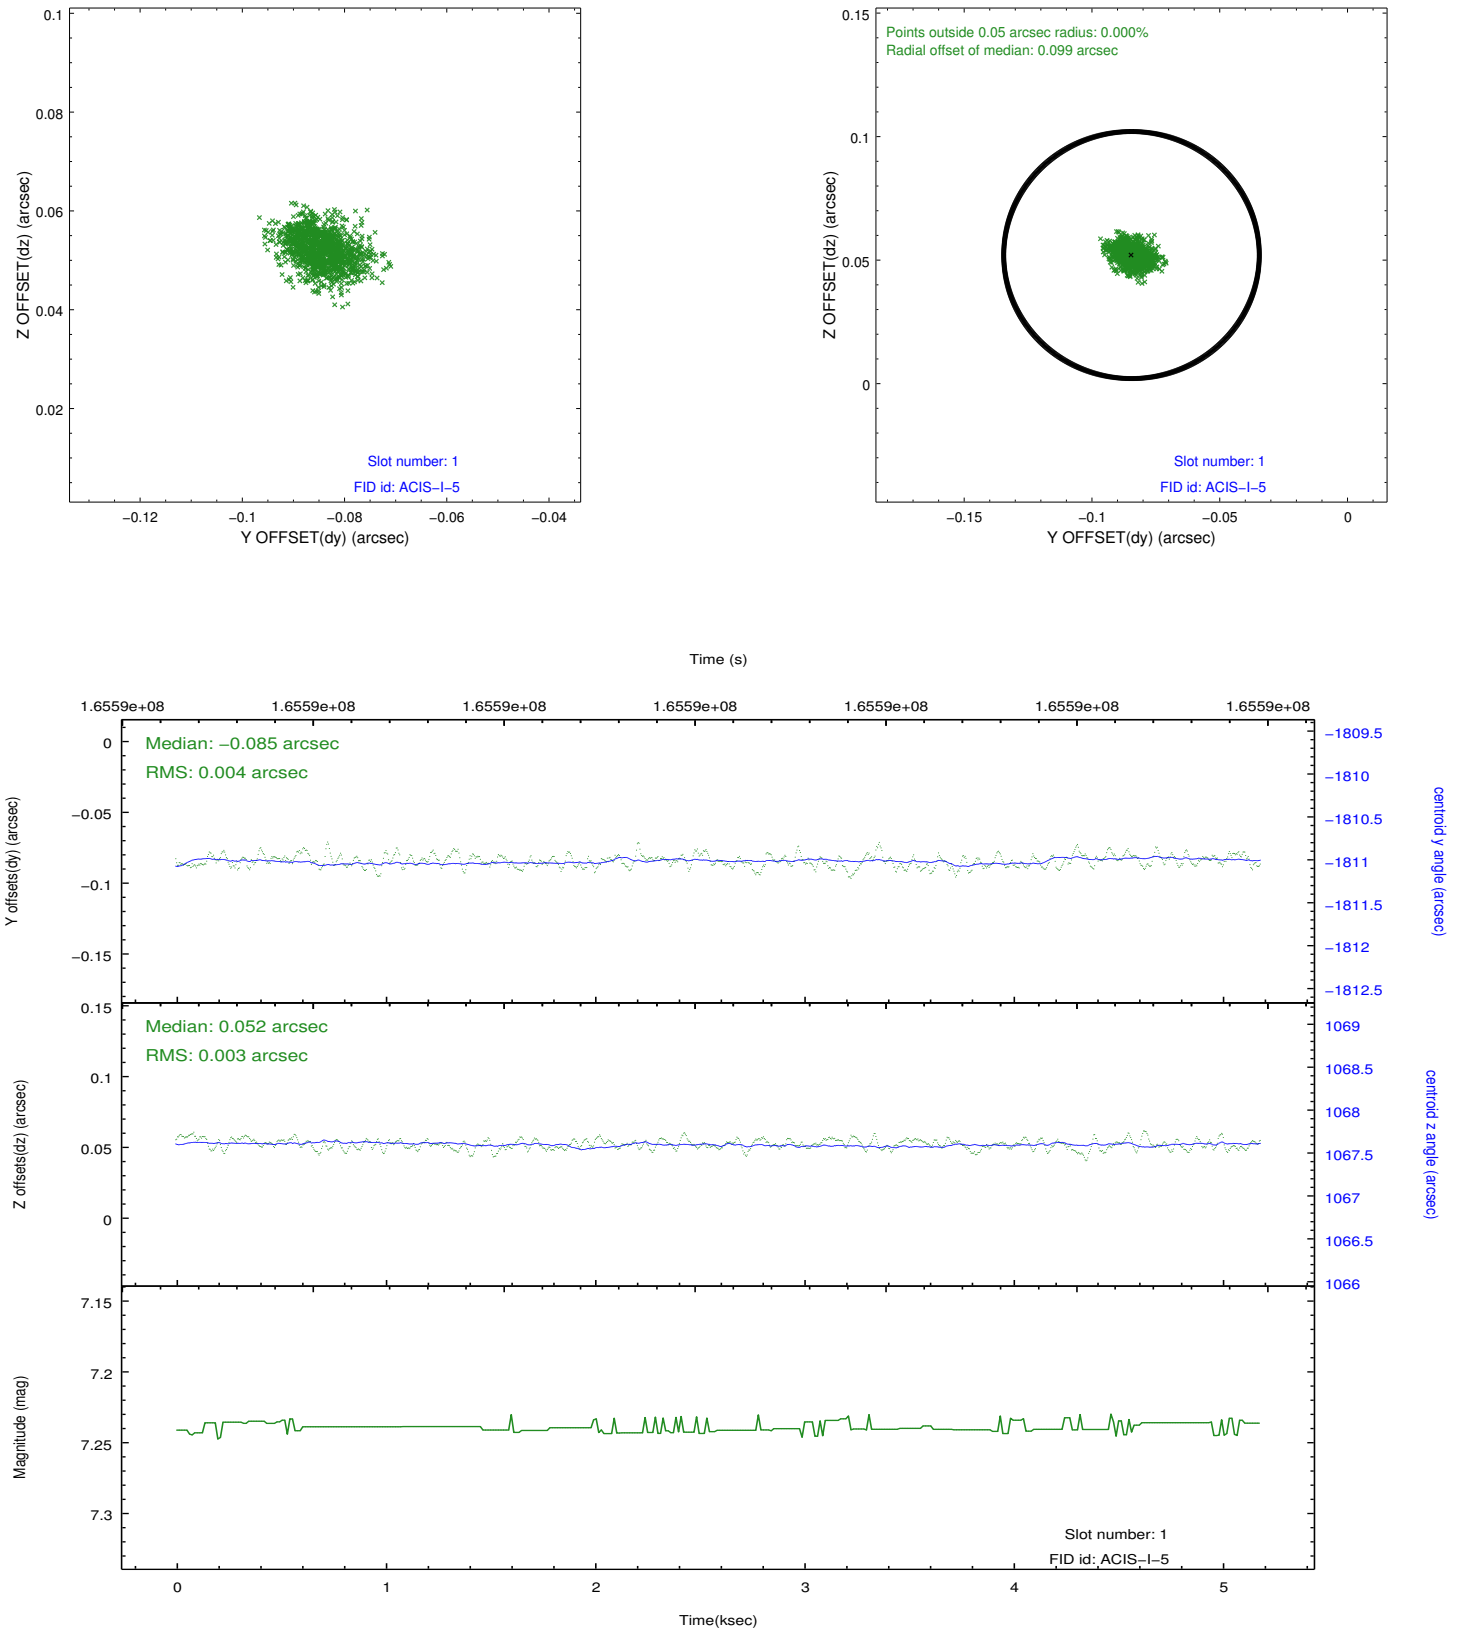 0.1
0.08
0.06
0.04
0.02
Z OFFSET(dz) (arcsec)
Slot number: 1
FID id: ACIS−I−5
−0.12 −0.1 −0.08 −0.06 −0.04
Y OFFSET(dy) (arcsec)
0.15
0.1
0.05
0
Z OFFSET(dz) (arcsec)
Points outside 0.05 arcsec radius: 0.000%
Radial offset of median: 0.099 arcsec
Slot number: 1
FID id: ACIS−I−5
−0.15 −0.1 −0.05 0
Y OFFSET(dy) (arcsec)
Time (s)
1.6559e+08 1.6559e+08 1.6559e+08 1.6559e+08 1.6559e+08 1.6559e+08 1.6559e+08
0
−0.05
−0.1
−0.15
Y offsets(dy) (arcsec)
Median: −0.085 arcsec
RMS: 0.004 arcsec
−1809.5
−1810
−1810.5
−1811
−1811.5
−1812
−1812.5
centroid y angle (arcsec)
0.15
0.1
0.05
0
Z offsets(dz) (arcsec)
Median: 0.052 arcsec
RMS: 0.003 arcsec
1069
1068.5
1068
1067.5
1067
1066.5
1066
centroid z angle (arcsec)
7.15
7.2
7.25
7.3
Magnitude (mag)
Slot number: 1
FID id: ACIS−I−5
0 1 2 3 4 5
Time(ksec)